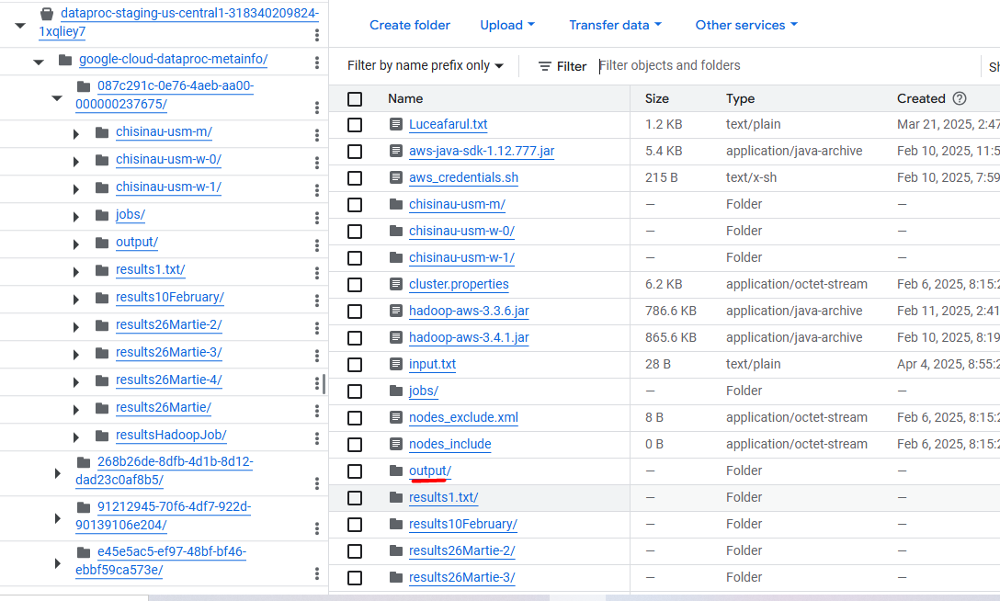 dataproc-staging-us-central1-318340209824-
1xqliey7
google-cloud-dataproc-metainfo/
087c291c-0e76-4aeb-aa00-
000000237675/
chisinau-usm-m/
chisinau-usm-w-0/
chisinau-usm-w-1/
jobs/
output/
results1.txt/
results10February/
results26Martie-2/
results26Martie-3/
results26Martie-4/
results26Martie/
resultsHadoopJob/
268b26de-8dfb-4d1b-8d12-
dad23c0af8b5/
91212945-70f6-4df7-922d-
90139106e204/
e45e5ac5-ef97-48bf-bf46-
ebbf59ca573e/
Create folder Upload Transfer data Other services
Filter by name prefix only Filter Filter objects and folders Sh
Name Size Type Created
Luceafarul.txt 1.2 KB text/plain Mar 21, 2025, 2:47
aws-java-sdk-1.12.777.jar 5.4 KB application/java-archive Feb 10, 2025, 11:5
aws_credentials.sh 215 B text/x-sh Feb 10, 2025, 7:59
chisinau-usm-m/ — Folder —
chisinau-usm-w-0/ — Folder —
chisinau-usm-w-1/ — Folder —
cluster.properties 6.2 KB application/octet-stream Feb 6, 2025, 8:15:2
hadoop-aws-3.3.6.jar 786.6 KB application/java-archive Feb 11, 2025, 2:41
hadoop-aws-3.4.1.jar 865.6 KB application/java-archive Feb 10, 2025, 8:19
input.txt 28 B text/plain Apr 4, 2025, 8:55:2
jobs/ — Folder —
nodes_exclude.xml 8 B application/octet-stream Feb 6, 2025, 8:15:2
nodes_include 0 B application/octet-stream Feb 6, 2025, 8:15:2
output/ — Folder —
results1.txt/ — Folder —
results10February/ — Folder —
results26Martie-2/ — Folder —
results26Martie-3/ — Folder —